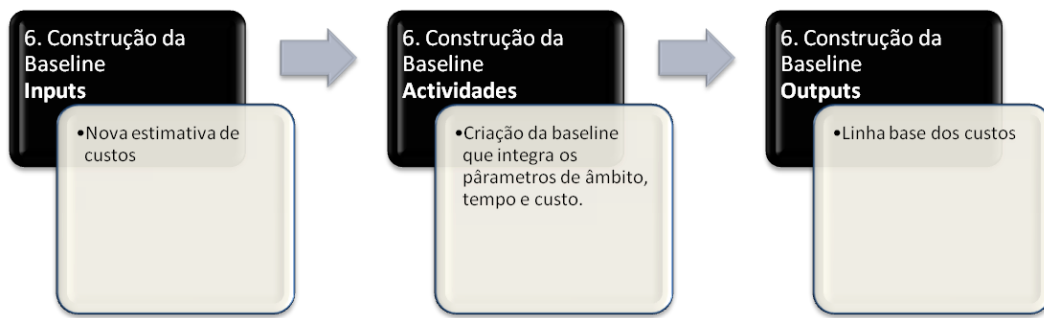 6. Construção da
Baseline
Inputs
•Nova estimativa de
custos
6. Construção da
Baseline
Actividades
•Criação da baseline
que integra os
pârametros de âmbito,
tempo e custo.
6. Construção da
Baseline
Outputs
•Linha base dos custos